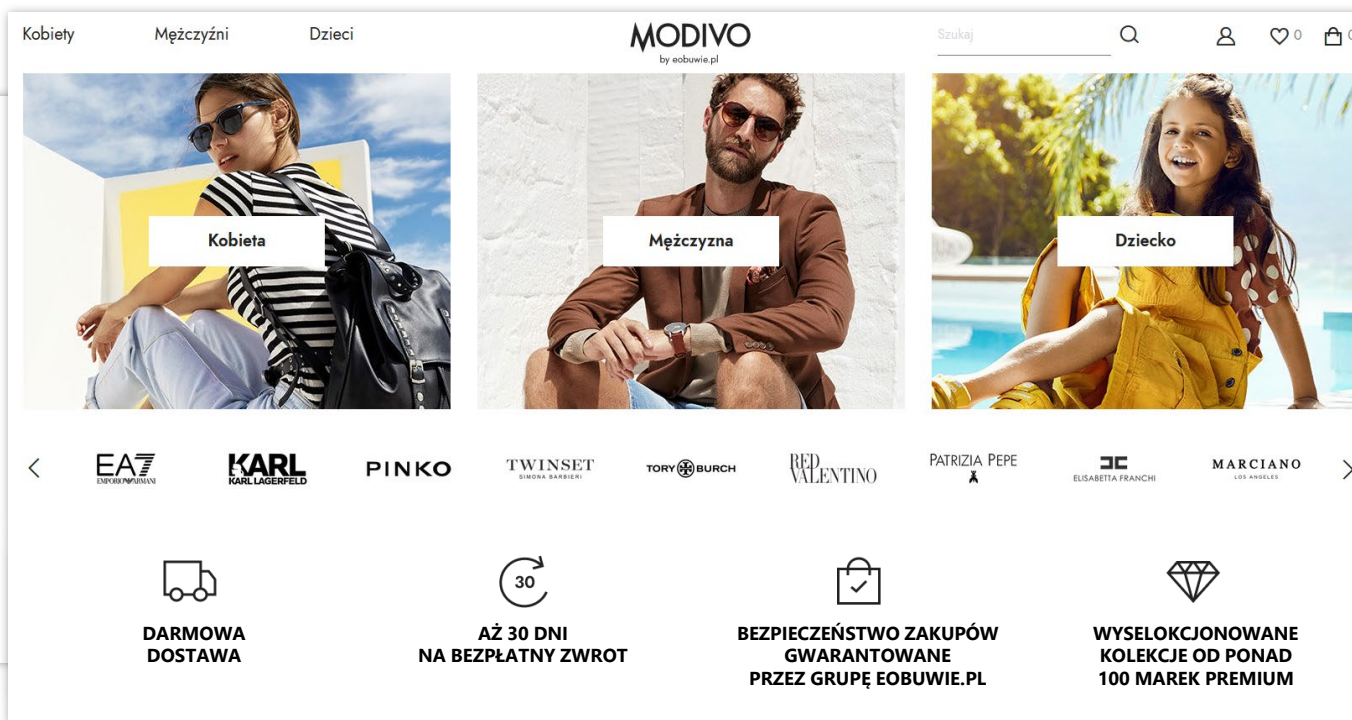 Kobiety Mężczyźni Dzieci MODIVO Szukaj 0
by eobuwie.pl
Kobieta Mężczyzna Dziecko
EA7 KARL PINKO TWINSET TORY BURCH RED VALENTINO PATRIZIA PEPE ELISABETTA FRANCHI MARCIANO
EMPORIO ARMANI KARL LAGERFELD SIMONA BARBIERI LOS ANGELES
30
DARMOWA
DOSTAWA
AŻ 30 DNI
NA BEZPŁATNY ZWROT
BEZPIECZEŃSTWO ZAKUPÓW
GWARANTOWANE
PRZEZ GRUPĘ EOBUWIE.PL
WYSELOKCJONOWANE
KOLEKCJE OD PONAD
100 MAREK PREMIUM